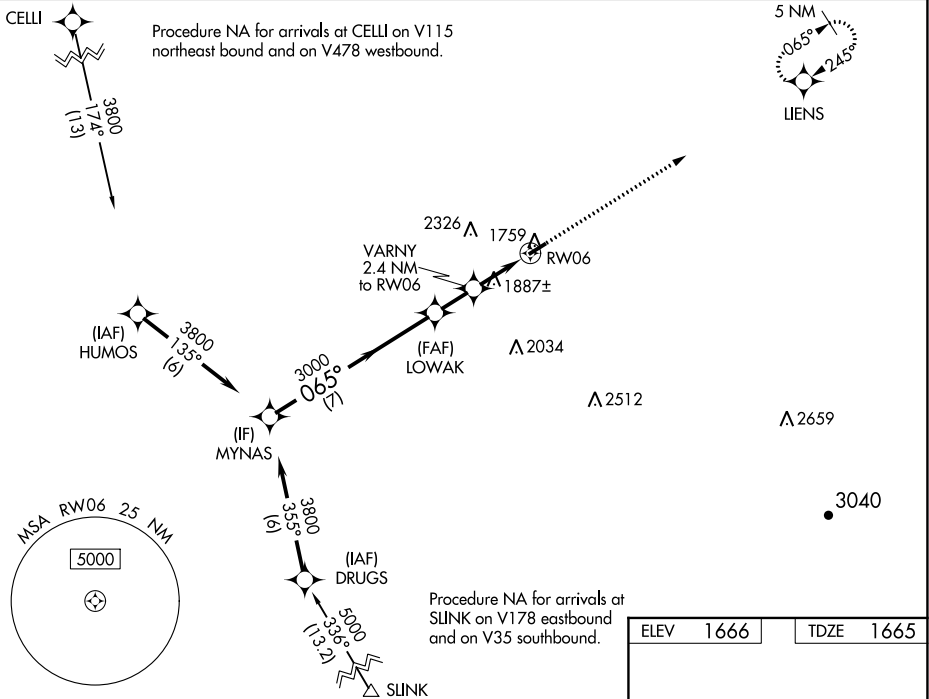 CELLI
Procedure NA for arrivals at CELLI on V115
northeast bound and on V478 westbound.
5 NM
065°
245°
LIENS
3800
174°
(13)
2326
1759
RW06
VARNY
2.4 NM
to RW06
1887±
(IAF)
HUMOS
3800
135°
(6)
(FAF)
LOWAK
2034
3000
065°
(7)
2512
2659
(IF)
MYNAS
3040
MSA RW06 25 NM
5000
3800
355°
(6)
(IAF)
DRUGS
5000
336°
(13.2)
SLINK
Procedure NA for arrivals at
SLINK on V178 eastbound
and on V35 southbound.
ELEV 1666
TDZE 1665